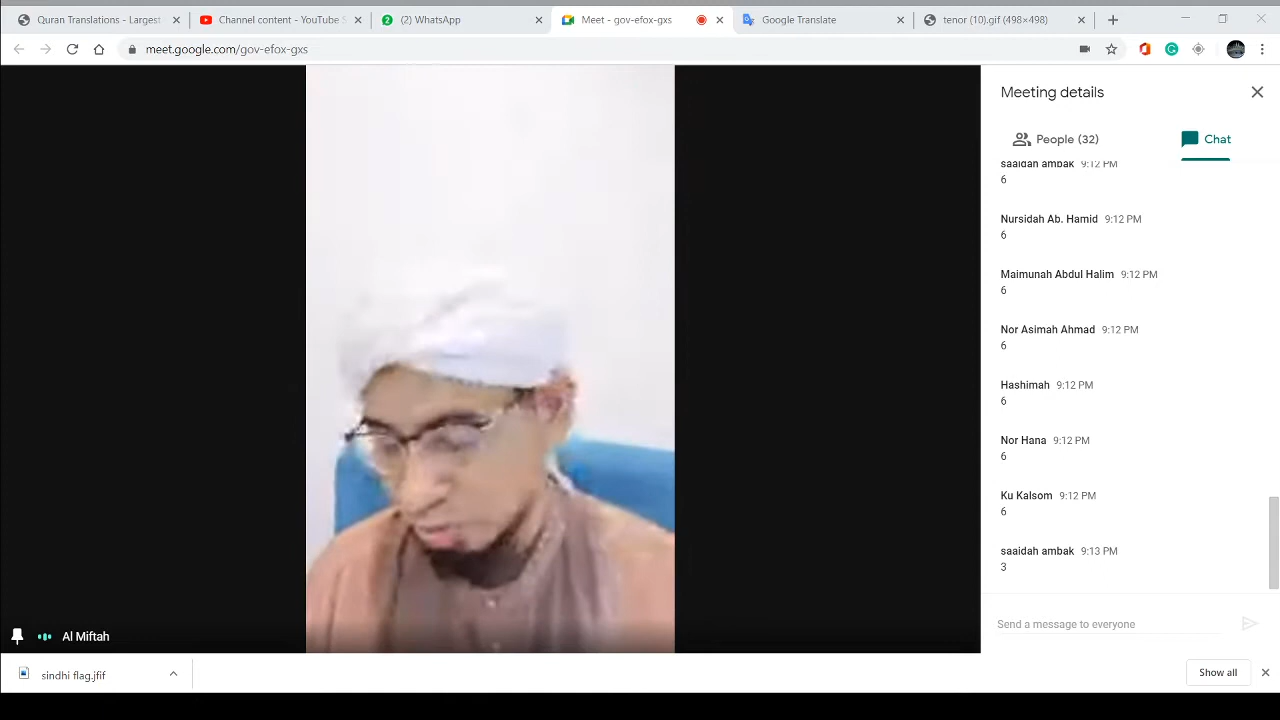 Quran Translations - Largest
Channel content - YouTube S
(2) WhatsApp
Meet - gov-efox-gxs
Google Translate
tenor (10).gif (498×498)
meet.google.com/gov-efox-gxs
Meeting details
People (32)
Chat
saaidah ambak 9:12 PM
6
Nursidah Ab. Hamid 9:12 PM
6
Maimunah Abdul Halim 9:12 PM
6
Nor Asimah Ahmad 9:12 PM
6
Hashimah 9:12 PM
6
Nor Hana 9:12 PM
6
Ku Kalsom 9:12 PM
6
saaidah ambak 9:13 PM
3
Send a message to everyone
Al Miftah
sindhi flag.jfif
Show all